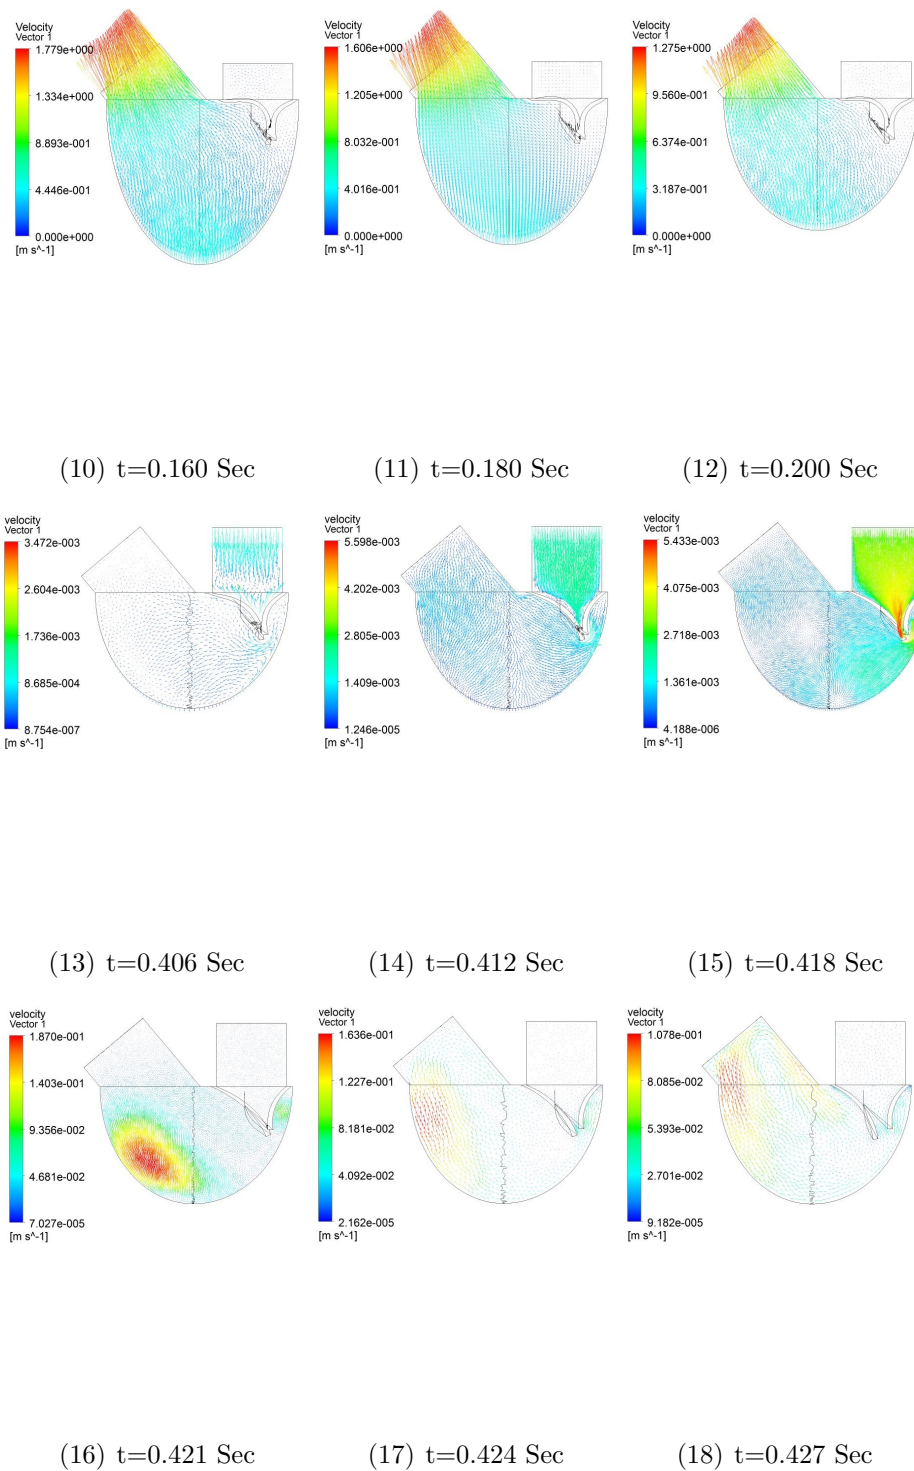 Velocity
Vector 1
1.779e+000
1.334e+000
8.893e-001
4.446e-001
0.000e+000
[m s^-1]
Velocity
Vector 1
1.606e+000
1.205e+000
8.032e-001
4.016e-001
0.000e+000
[m s^-1]
Velocity
Vector 1
1.275e+000
9.560e-001
6.374e-001
3.187e-001
0.000e+000
[m s^-1]
(10) t=0.160 Sec
(11) t=0.180 Sec
(12) t=0.200 Sec
velocity
Vector 1
3.472e-003
2.604e-003
1.736e-003
8.685e-004
8.754e-007
[m s^-1]
velocity
Vector 1
5.598e-003
4.202e-003
2.805e-003
1.409e-003
1.246e-005
[m s^-1]
velocity
Vector 1
5.433e-003
4.075e-003
2.718e-003
1.361e-003
4.188e-006
[m s^-1]
(13) t=0.406 Sec
(14) t=0.412 Sec
(15) t=0.418 Sec
velocity
Vector 1
1.870e-001
1.403e-001
9.356e-002
4.681e-002
7.027e-005
[m s^-1]
velocity
Vector 1
1.636e-001
1.227e-001
8.181e-002
4.092e-002
2.162e-005
[m s^-1]
velocity
Vector 1
1.078e-001
8.085e-002
5.393e-002
2.701e-002
9.182e-005
[m s^-1]
(16) t=0.421 Sec
(17) t=0.424 Sec
(18) t=0.427 Sec